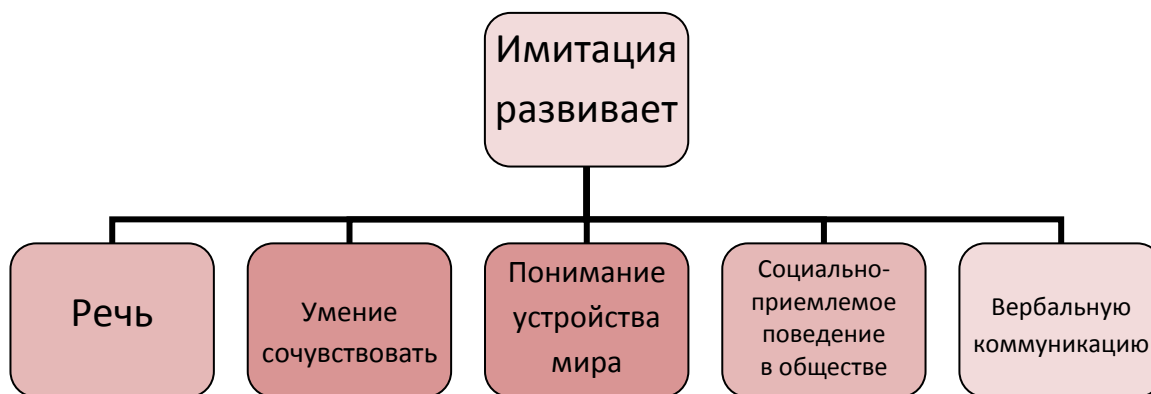 Имитация
развивает
Речь
Умение
сочувствовать
Понимание
устройства
мира
Социально-
приемлемое
поведение
в обществе
Вербальную
коммуникацию